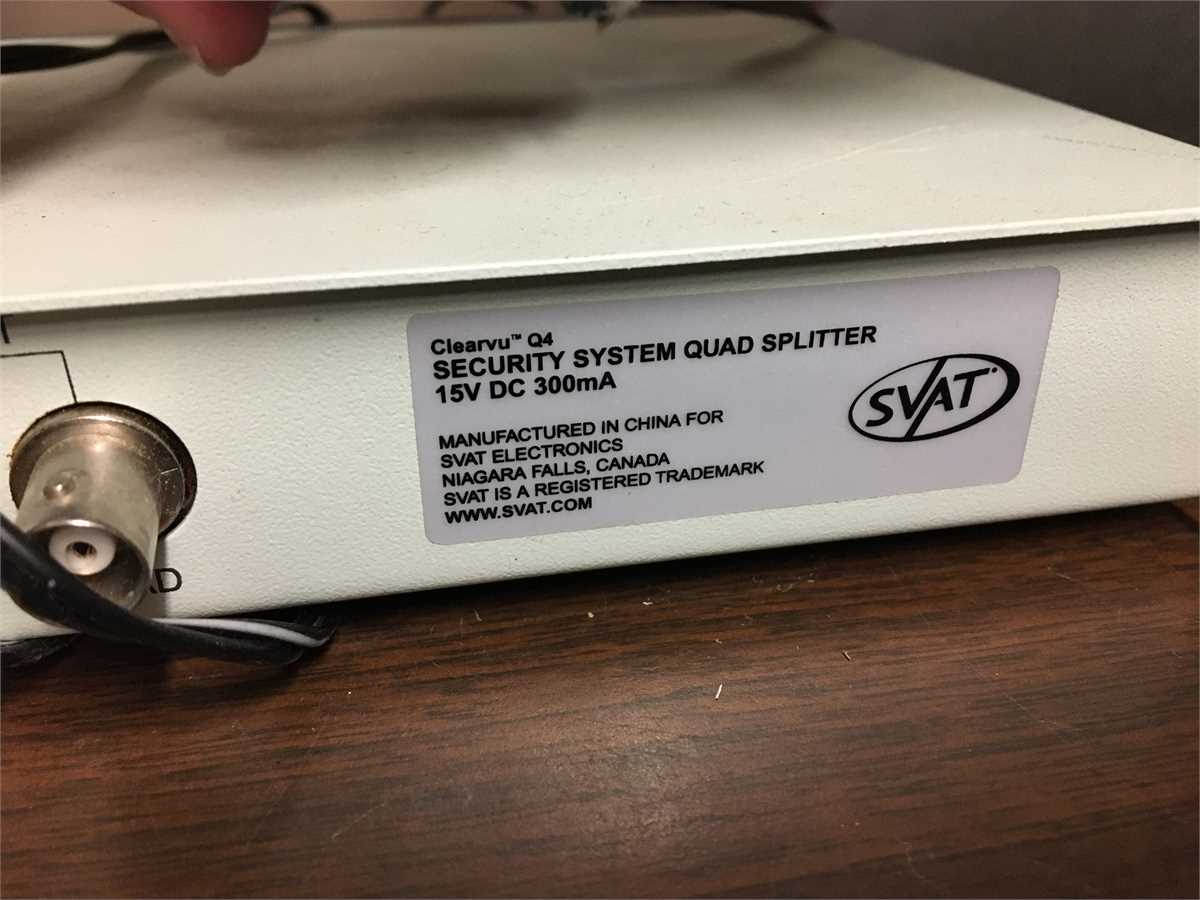 Clearvu™ Q4
SECURITY SYSTEM QUAD SPLITTER
15V DC 300mA
MANUFACTURED IN CHINA FOR
SVAT ELECTRONICS
NIAGARA FALLS, CANADA
SVAT IS A REGISTERED TRADEMARK
WWW.SVAT.COM
SVAT